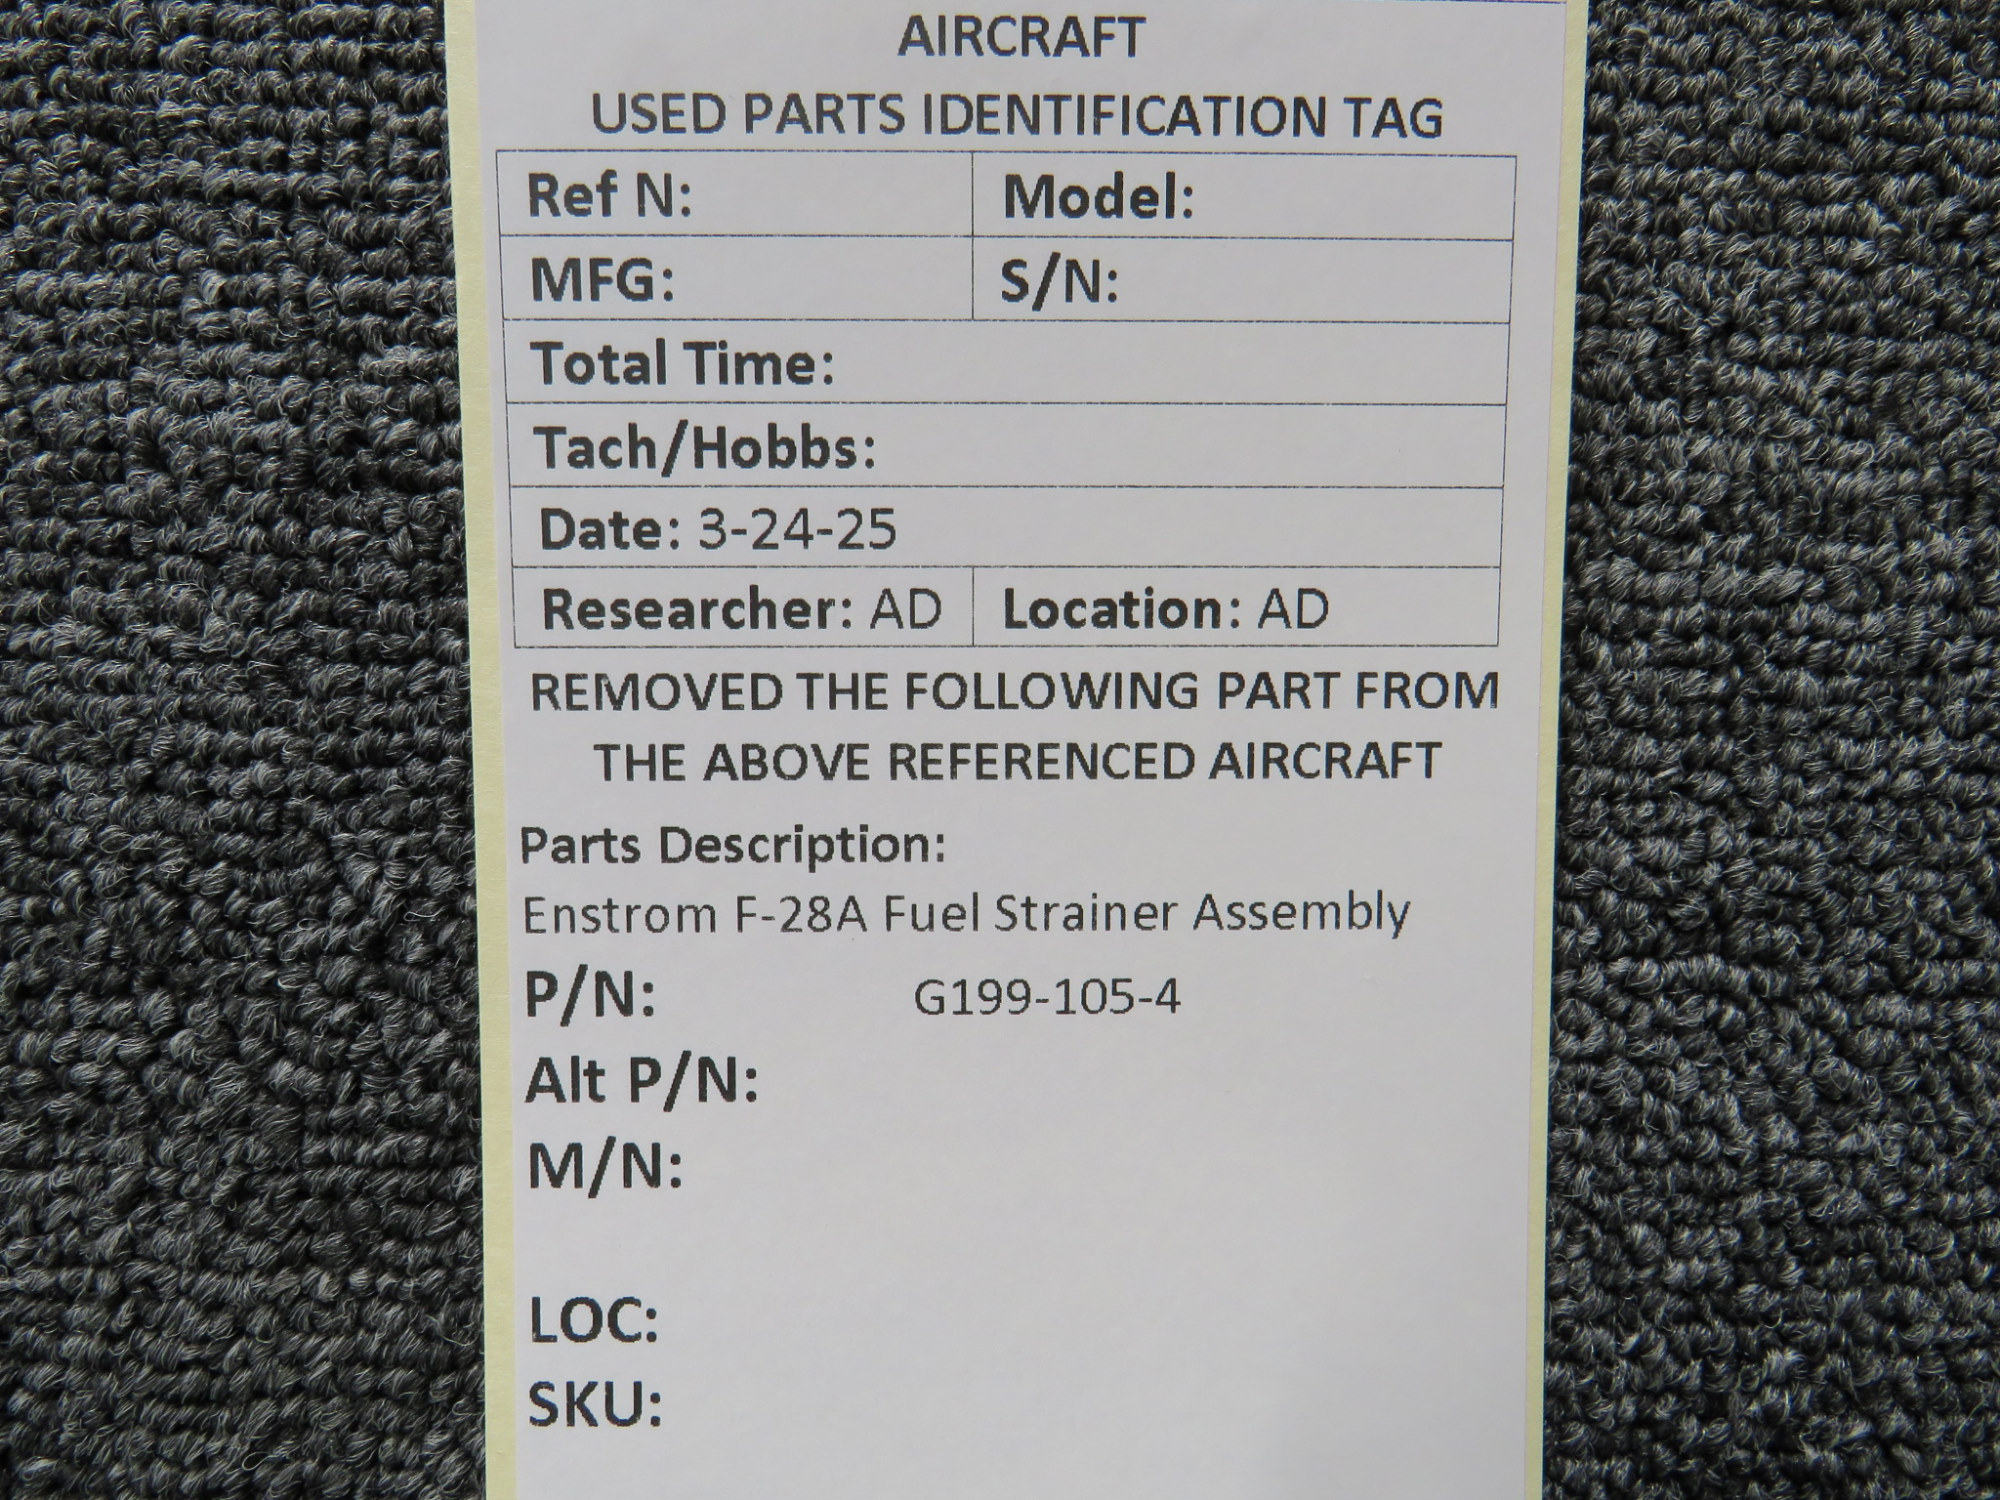 AIRCRAFT
USED PARTS IDENTIFICATION TAG
Ref N: Model:
MFG: S/N:
Total Time:
Tach/Hobbs:
Date: 3-24-25
Researcher: AD Location: AD
REMOVED THE FOLLOWING PART FROM
THE ABOVE REFERENCED AIRCRAFT
Parts Description:
Enstrom F-28A Fuel Strainer Assembly
P/N: G199-105-4
Alt P/N:
M/N:
LOC:
SKU: